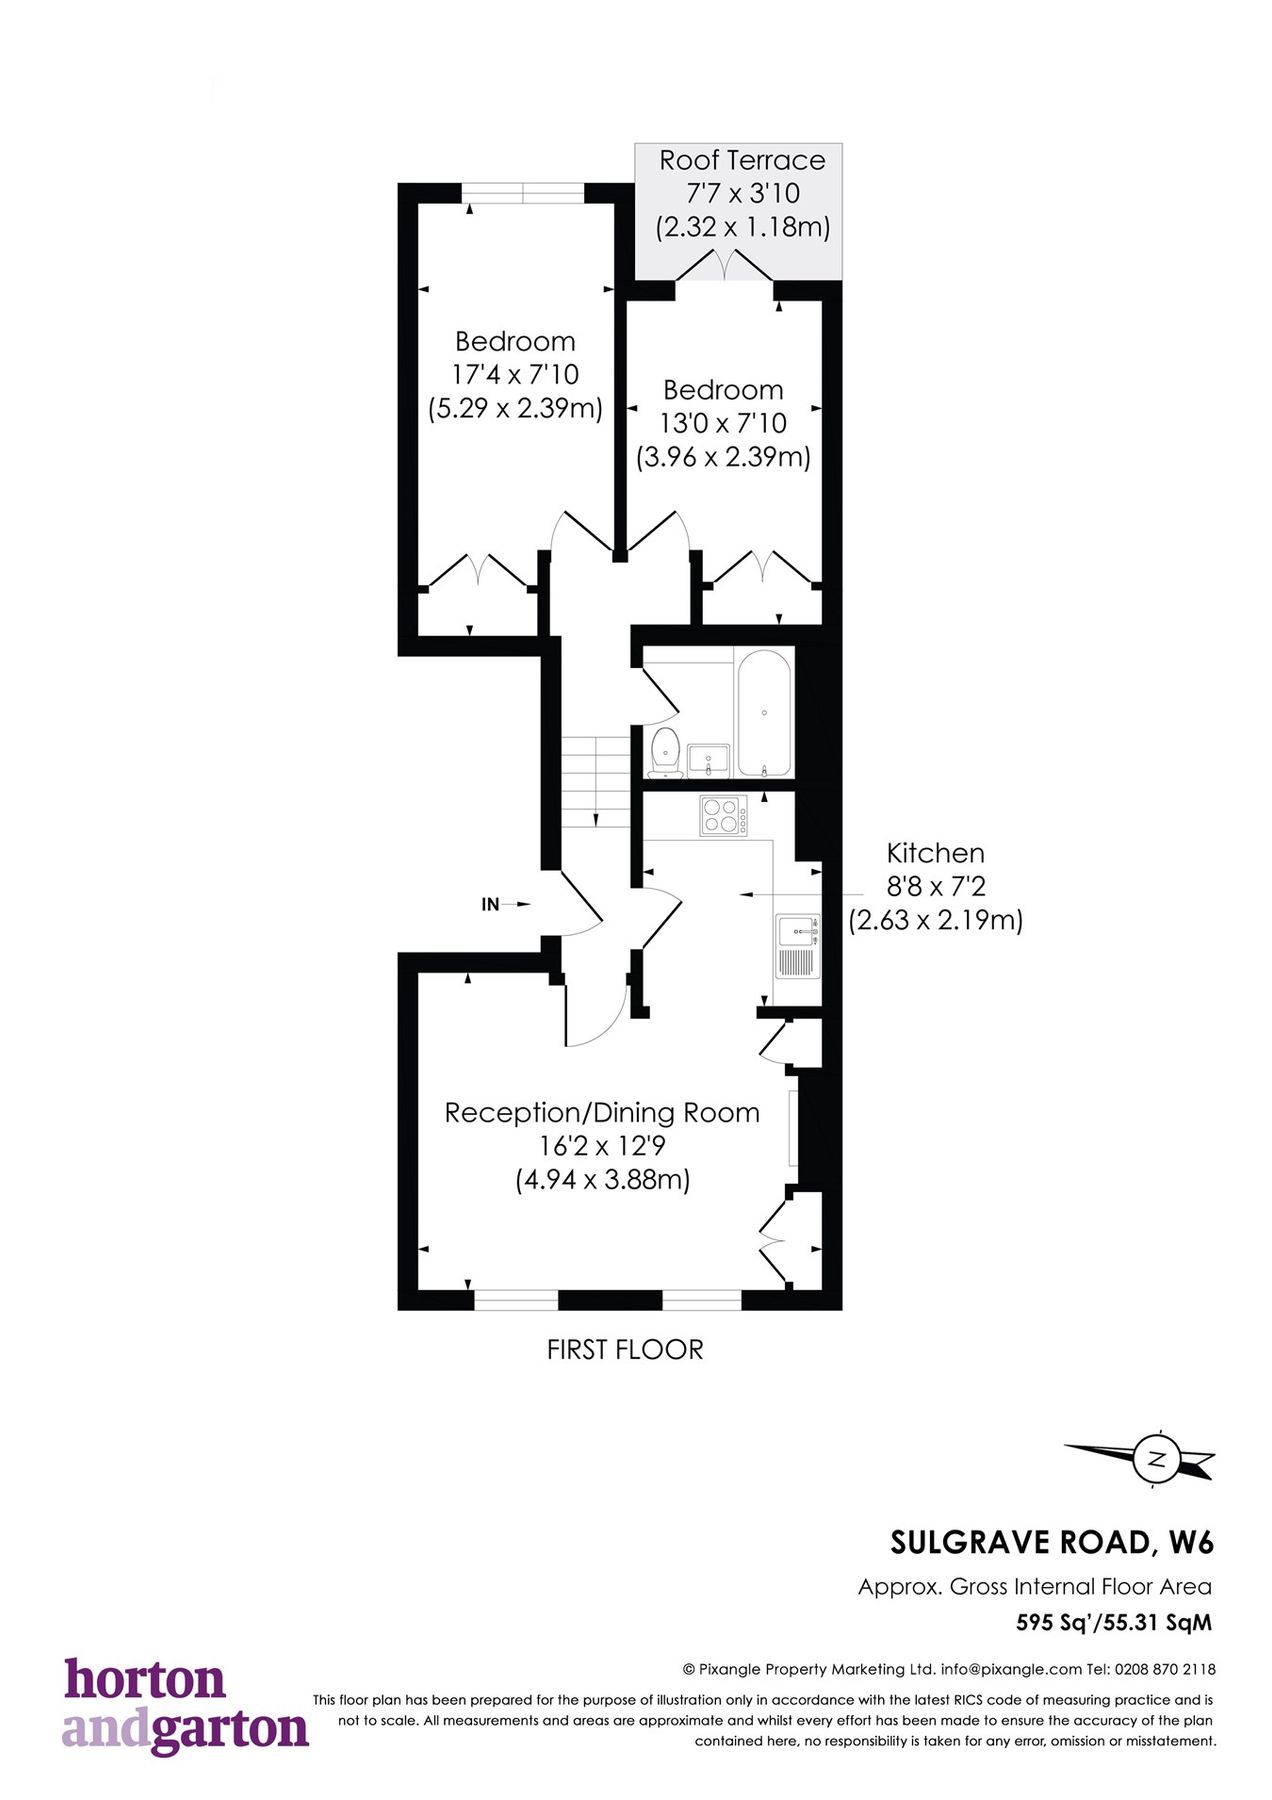 Roof Terrace
7'7 x 3'10
(2.32 x 1.18m)
Bedroom
17'4 x 7'10
(5.29 x 2.39m)
Bedroom
13'0 x 7'10
(3.96 x 2.39m)
Kitchen
8'8 x 7'2
(2.63 x 2.19m)
IN
Reception/Dining Room
16'2 x 12'9
(4.94 x 3.88m)
FIRST FLOOR
N
SULGRAVE ROAD, W6
Approx. Gross Internal Floor Area
595 Sq'/55.31 SqM
horton
andgarton
© Pixangle Property Marketing Ltd. info@pixangle.com Tel: 0208 870 2118
This floor plan has been prepared for the purpose of illustration only in accordance with the latest RICS code of measuring practice and is
not to scale. All measurements and areas are approximate and whilst every effort has been made to ensure the accuracy of the plan
contained here, no responsibility is taken for any error, omission or misstatement.